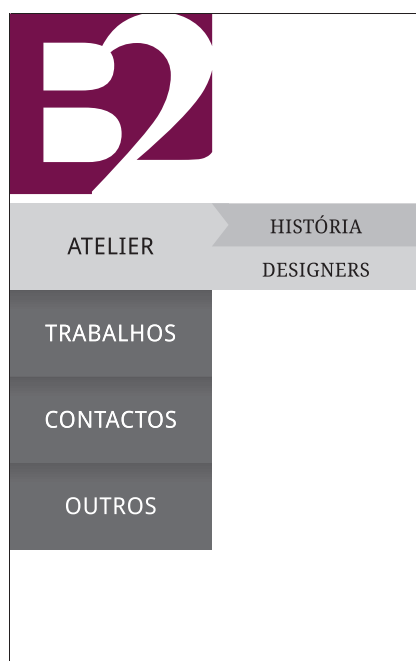 B2
ATELIER
HISTÓRIA
DESIGNERS
TRABALHOS
CONTACTOS
OUTROS